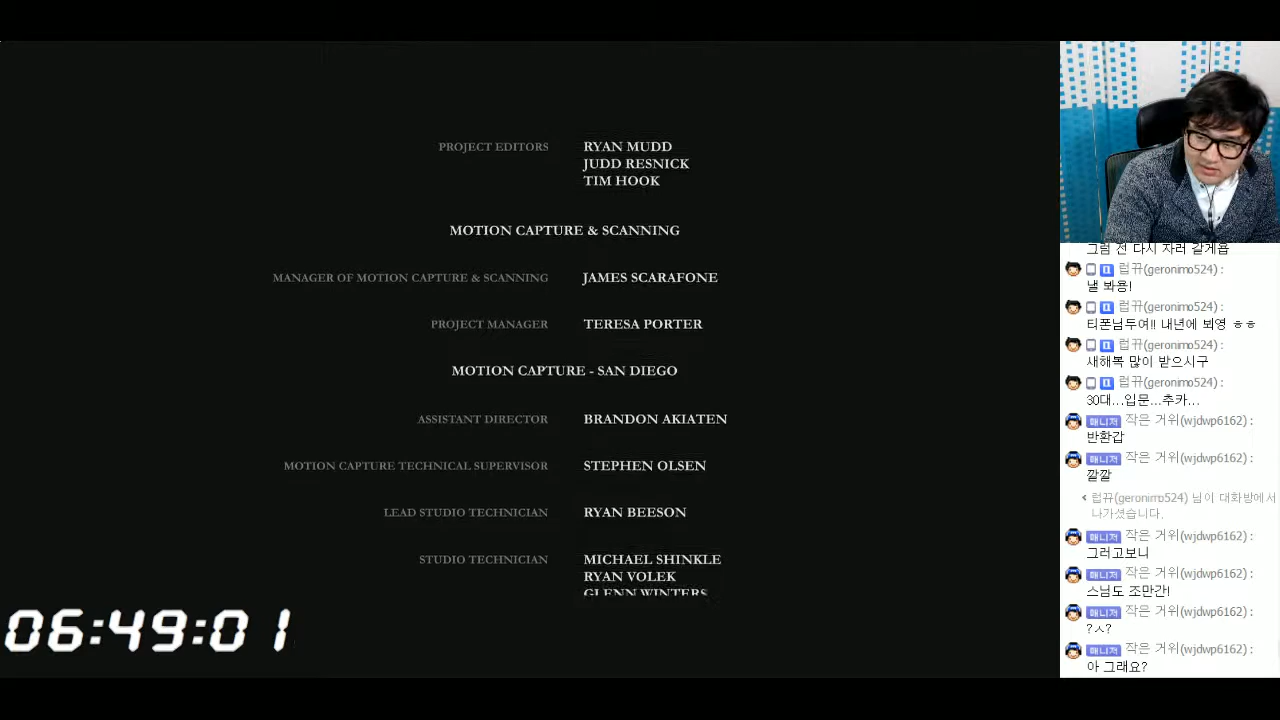 PROJECT EDITORS RYAN MUDD
JUDD RESNICK
TIM HOOK
MOTION CAPTURE & SCANNING
MANAGER OF MOTION CAPTURE & SCANNING JAMES SCARAFONE
PROJECT MANAGER TERESA PORTER
MOTION CAPTURE - SAN DIEGO
ASSISTANT DIRECTOR BRANDON AKIATEN
MOTION CAPTURE TECHNICAL SUPERVISOR STEPHEN OLSEN
LEAD STUDIO TECHNICIAN RYAN BEESON
STUDIO TECHNICIAN MICHAEL SHINKLE
RYAN VOLEK
GLENN WINTERS
06:49:01
그럼 전 다시 자러 갈게욥
럽뀨(geronimo524) :
낼 봐용!
럽뀨(geronimo524) :
티폰님두여!! 내년에 뵈영 ㅎㅎ
럽뀨(geronimo524) :
새해복 많이 받으시구
럽뀨(geronimo524) :
30대...입문...추카...
매니저 작은 거위(wjdwp6162) :
반환갑
매니저 작은 거위(wjdwp6162) :
깔깔
럽뀨(geronimo524) 님이 대화방에서
나가셨습니다.
매니저 작은 거위(wjdwp6162) :
그러고보니
매니저 작은 거위(wjdwp6162) :
스님도 조만간!
매니저 작은 거위(wjdwp6162) :
?ㅅ?
매니저 작은 거위(wjdwp6162) :
아 그래요?